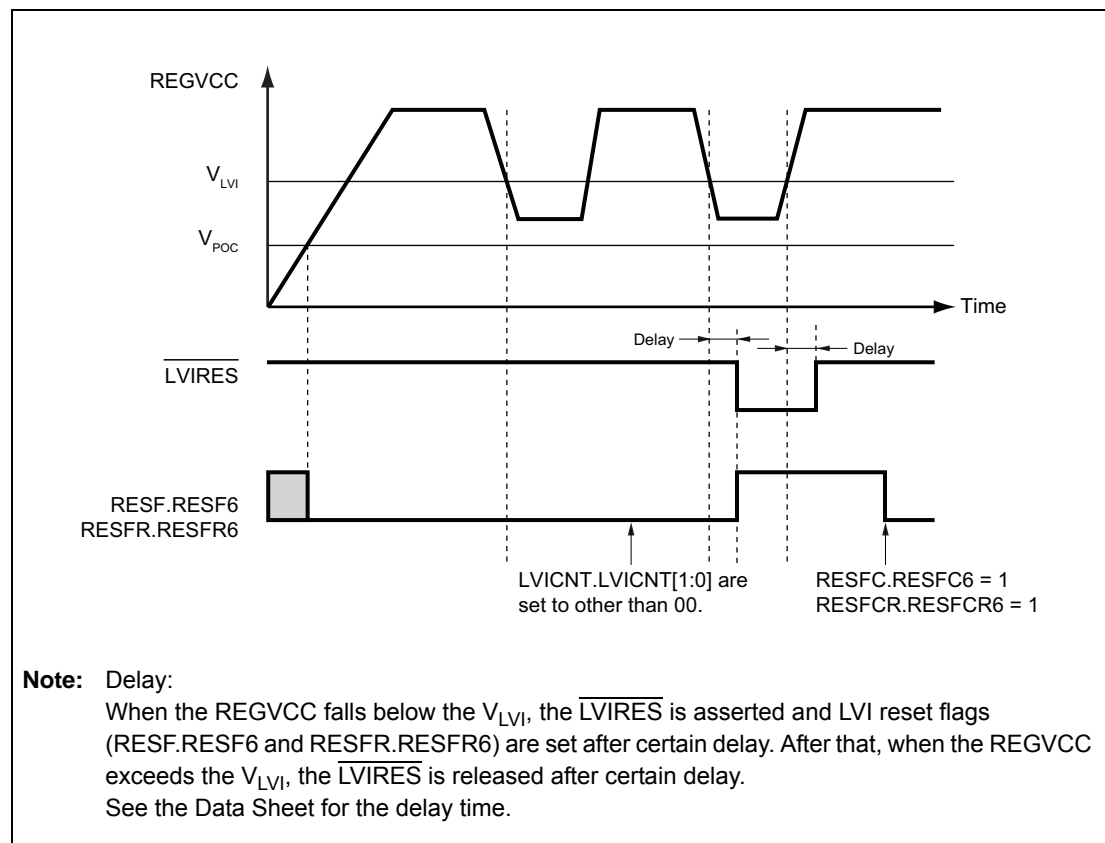 REGVCC
VLVI
VPOC
Time
Delay
Delay
LVIRES
RESF.RESF6
RESFR.RESFR6
LVICNT.LVICNT[1:0] are
set to other than 00.
RESFC.RESFC6 = 1
RESFCR.RESFCR6 = 1
Note: Delay:
When the REGVCC falls below the VLVI, the LVIRES is asserted and LVI reset flags
(RESF.RESF6 and RESFR.RESFR6) are set after certain delay. After that, when the REGVCC
exceeds the VLVI, the LVIRES is released after certain delay.
See the Data Sheet for the delay time.